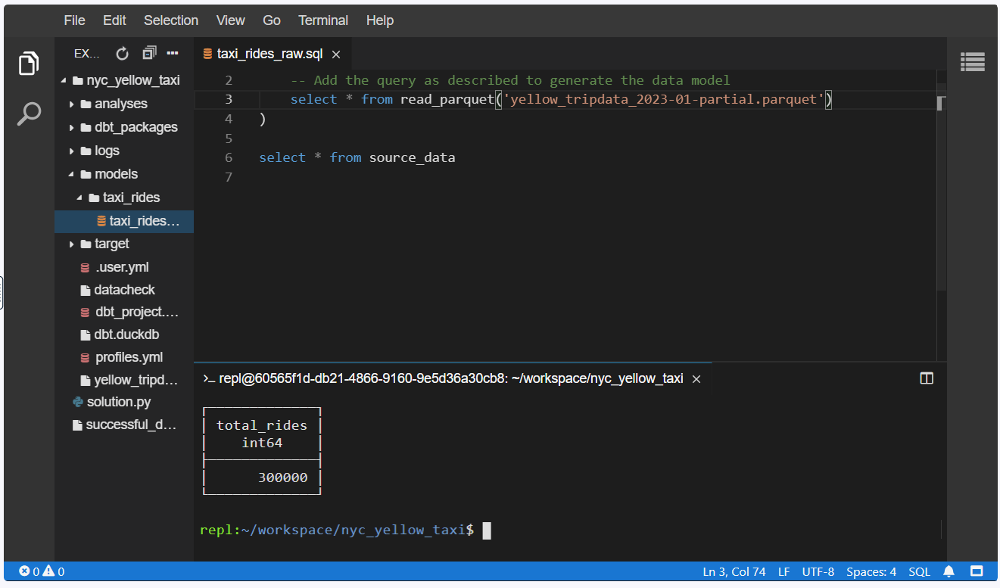 File Edit Selection View Go Terminal Help
EX...
nyc_yellow_taxi
analyses
dbt_packages
logs
models
taxi_rides
taxi_rides...
target
.user.yml
datacheck
dbt_project....
dbt.duckdb
profiles.yml
yellow_tripd...
solution.py
successful_d...
taxi_rides_raw.sql
2 -- Add the query as described to generate the data model
3 select * from read_parquet('yellow_tripdata_2023-01-partial.parquet')
4 )
5
6 select * from source_data
7
>_ repl@60565f1d-db21-4866-9160-9e5d36a30cb8: ~/workspace/nyc_yellow_taxi
total_rides
int64
300000
repl:~/workspace/nyc_yellow_taxi$
0 0 Ln 3, Col 74 LF UTF-8 Spaces: 4 SQL